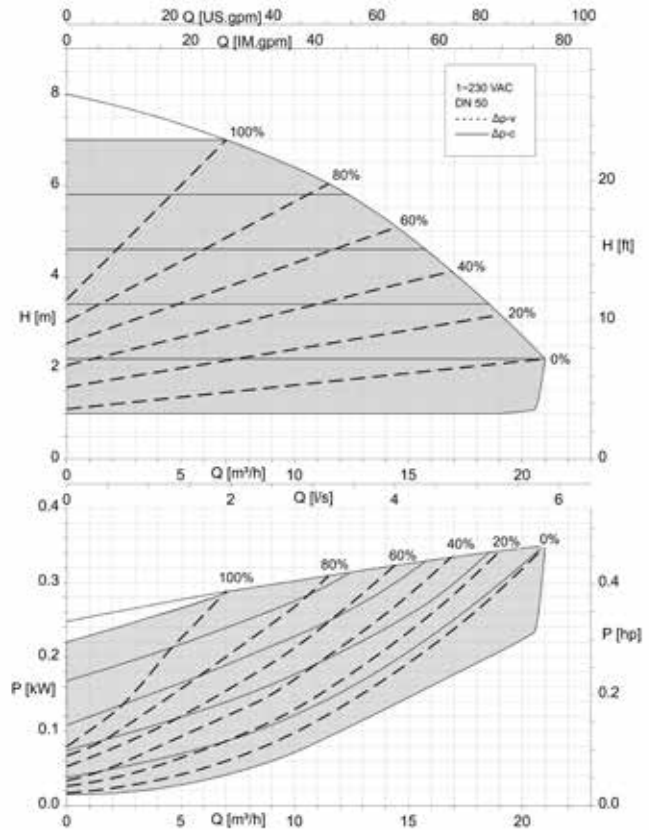 0 20 Q [US.gpm] 60 80 100
0 20 Q [IM.gpm] 40 60 80
1~230 VAC
DN 50
Δp-v
Δp-c
8
6
4
H [m]
2
0
100%
80%
60%
40%
20%
0%
20
H [ft]
10
0
0 5 Q [m³/h] 10 15 20
0 2 Q [l/s] 4 6
0.4
0.3
0.2
P [kW]
0.1
0.0
100%
80%
60%
40%
20%
0%
0.4
P [hp]
0.2
0.0
0 5 Q [m³/h] 10 15 20